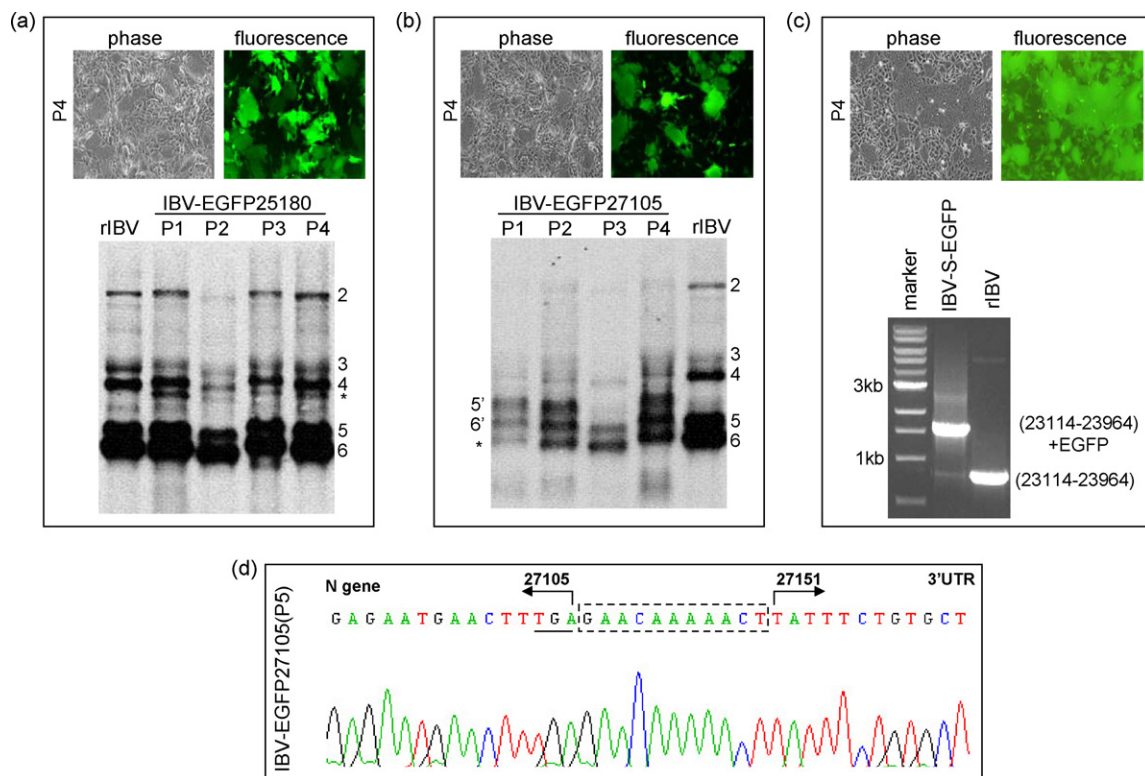 (a)
phase fluorescence
P4
IBV-EGFP25180
rIBV P1 P2 P3 P4
2
3
4
*
5
6
(b)
phase fluorescence
P4
IBV-EGFP27105
P1 P2 P3 P4 rIBV
2
3
4
5'
6'
*
5
6
(c)
phase fluorescence
P4
marker IBV-S-EGFP rIBV
3kb
(23114-23964)
+EGFP
1kb
(23114-23964)
(d)
IBV-EGFP27105(P5)
N gene 27105 27151 3'UTR
GAGAATGAACTTTGAGAACAAAAACTTATTTCTGTGCT